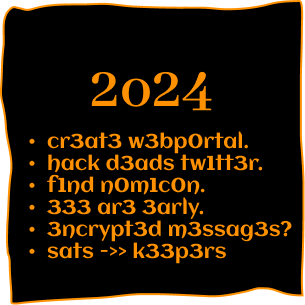 2024
• cr3at3 w3bp0rtal.
• hack d3ads tw1tt3r.
• f1nd n0m1c0n.
• 333 ar3 3arly.
• 3ncrypt3d m3ssag3s?
• sats ->> k33p3rs